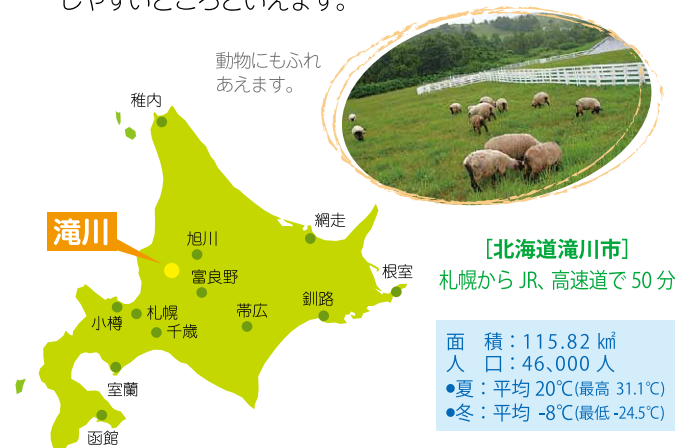 しやすいところといえます。
動物にもふれ
あえます。
稚内
網走
滝川
旭川
根室
富良野
釧路
帯広
小樽
札幌
千歳
室蘭
函館
[北海道滝川市]
札幌から JR、高速道で 50 分
面　積：115.82 ㎢
人　口：46,000 人
●夏：平均 20℃(最高 31.1℃)
●冬：平均 -8℃(最低 -24.5℃)